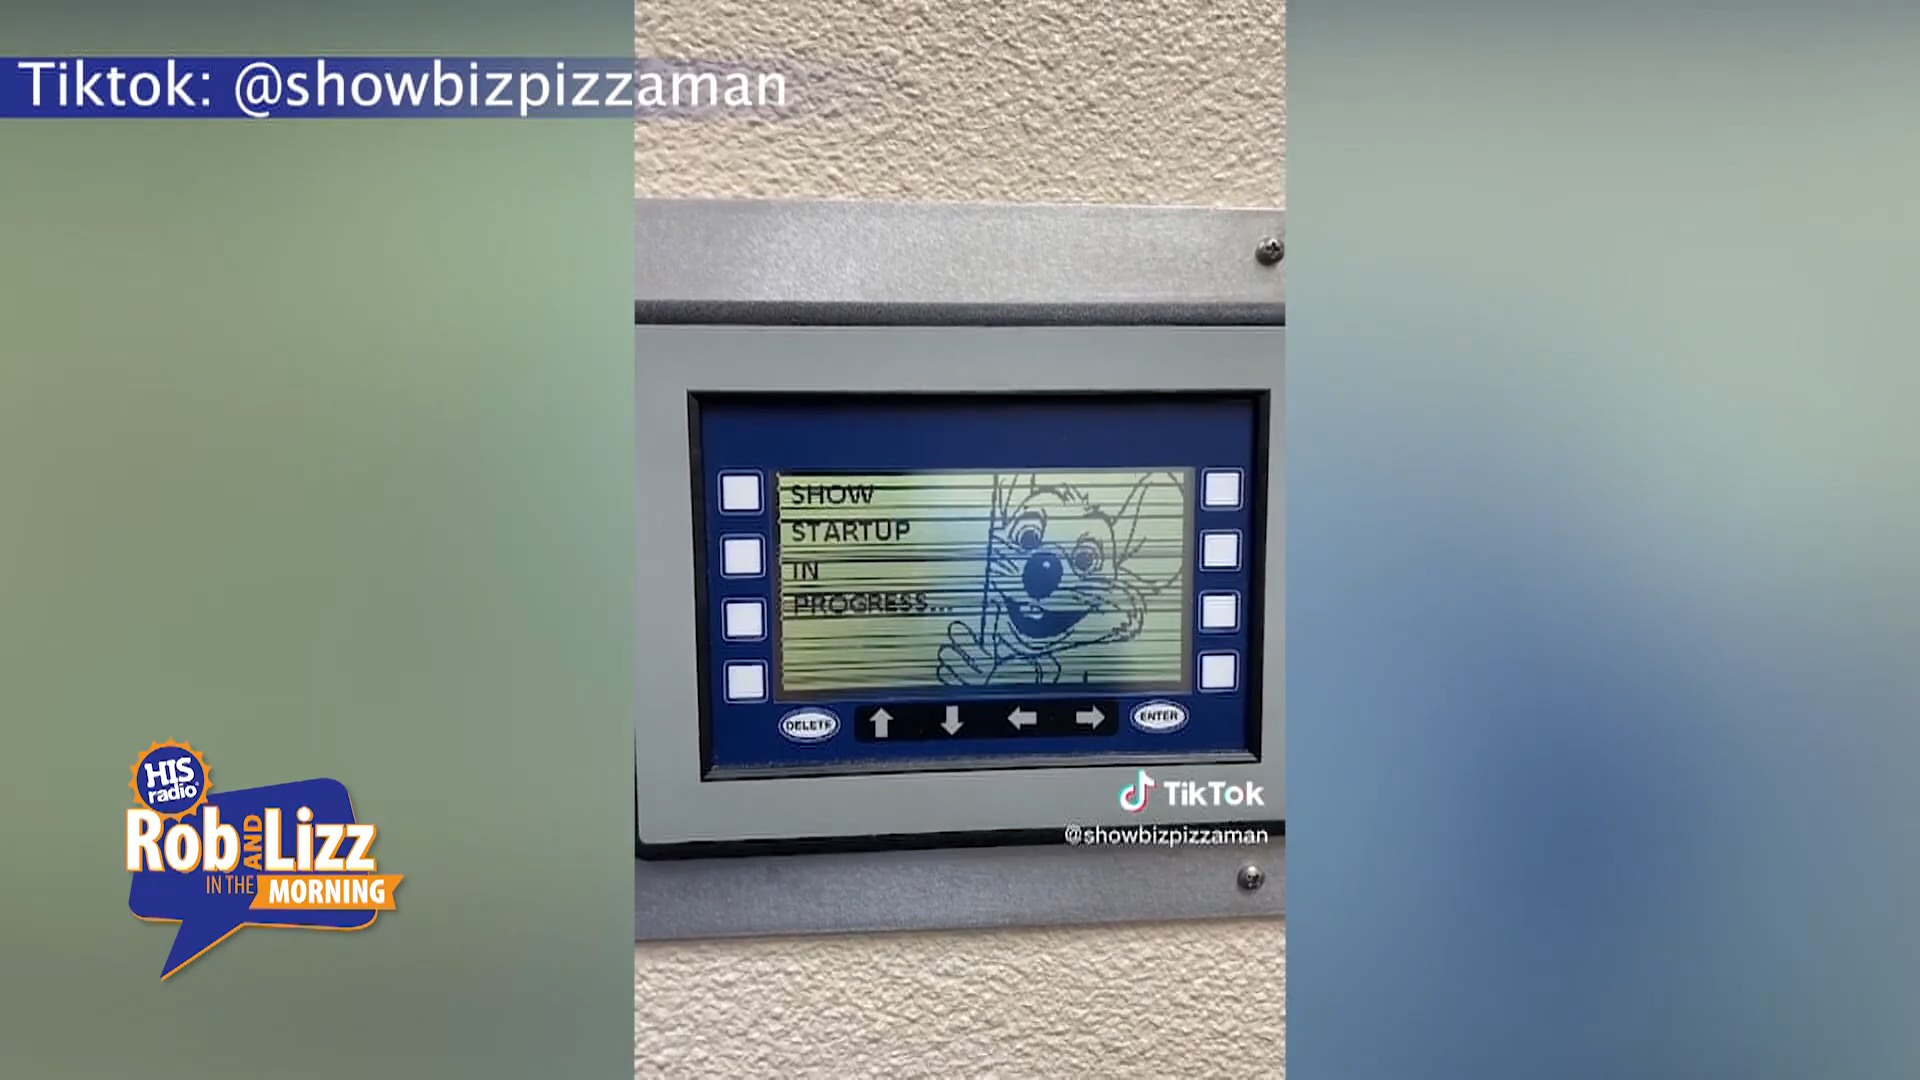 Tiktok: @showbizpizzaman
SHOW
STARTUP
IN
PROGRESS...
DELETE
ENTER
TikTok
@showbizpizzaman
HIS
radio
Rob AND Lizz
IN THE MORNING